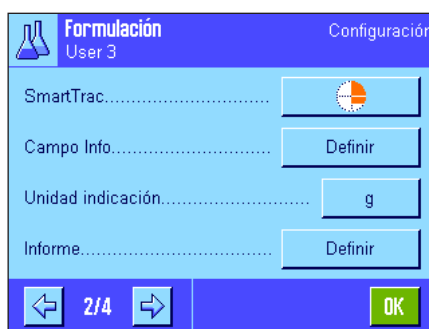 Formulación
Configuración
User 3
SmartTrac..............................
Campo Info.............................
Definir
Unidad indicación...........................
g
Informe...................................
Definir
2/4
OK